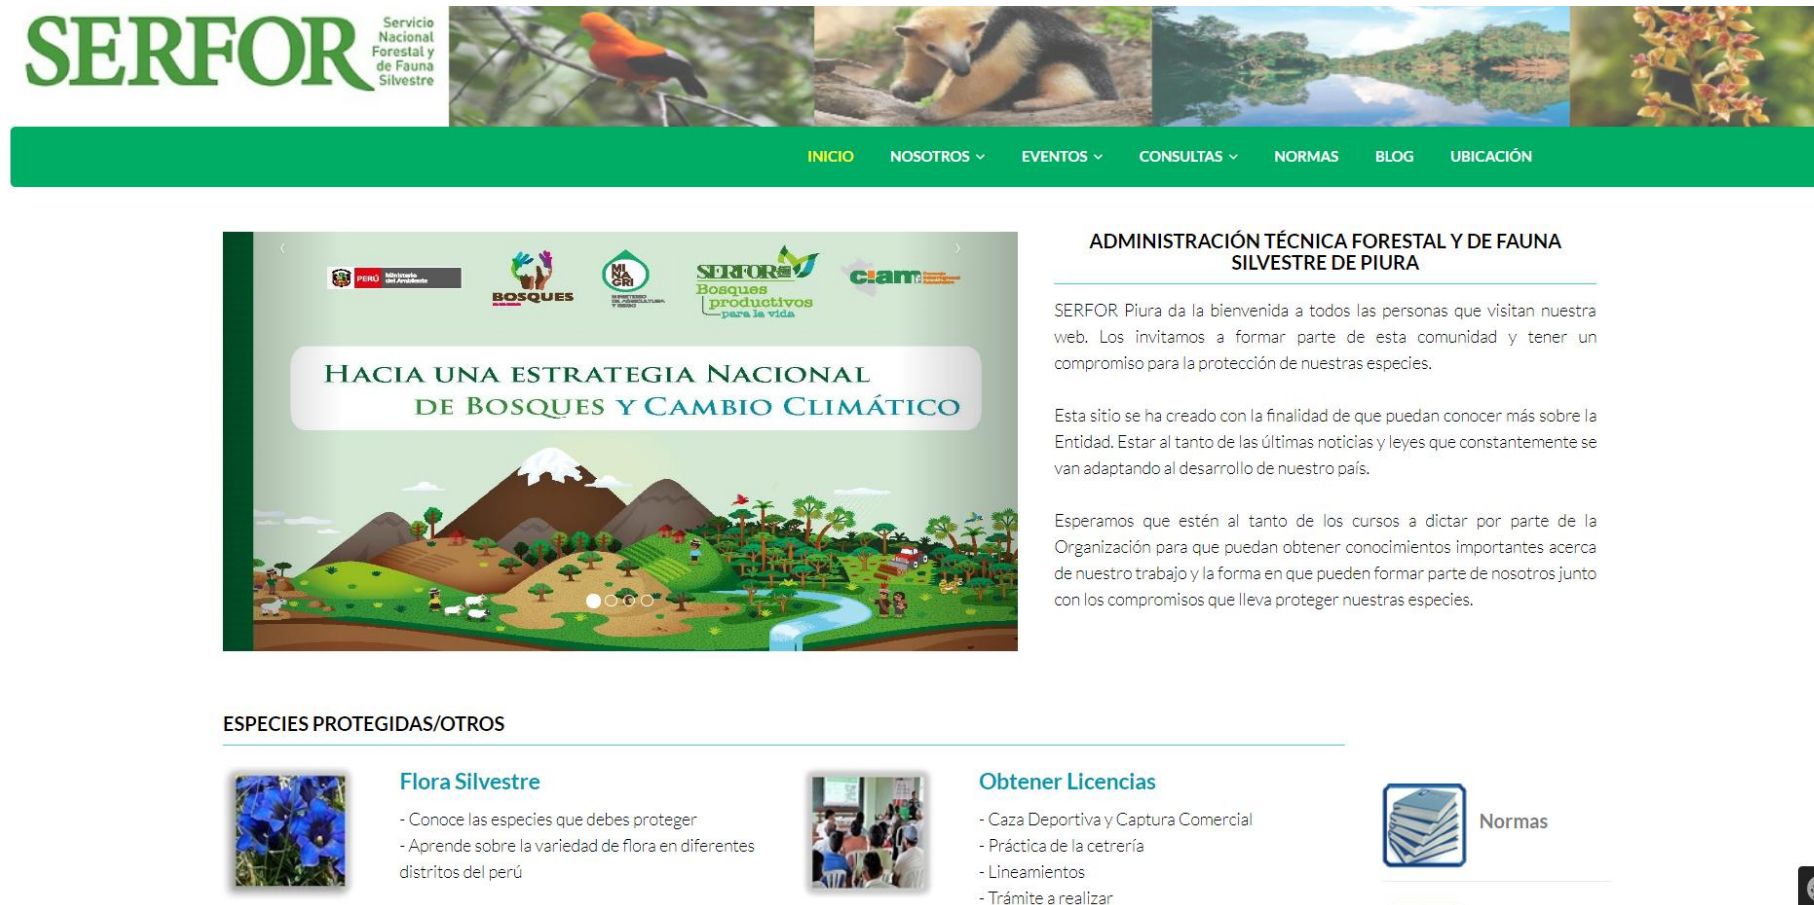 SERFOR
Servicio
Nacional
Forestal y
de Fauna
Silvestre
INICIO NOSOTROS EVENTOS CONSULTAS NORMAS BLOG UBICACIÓN
PERÚ Ministerio
del Ambiente
BOSQUES
MI
NA
GRI
SERFOR
Bosques
productivos
para la vida
ciam
HACIA UNA ESTRATEGIA NACIONAL
DE BOSQUES Y CAMBIO CLIMÁTICO
ADMINISTRACIÓN TÉCNICA FORESTAL Y DE FAUNA
SILVESTRE DE PIURA
SERFOR Piura da la bienvenida a todos las personas que visitan nuestra
web. Los invitamos a formar parte de esta comunidad y tener un
compromiso para la protección de nuestras especies.
Esta sitio se ha creado con la finalidad de que puedan conocer más sobre la
Entidad. Estar al tanto de las últimas noticias y leyes que constantemente se
van adaptando al desarrollo de nuestro país.
Esperamos que estén al tanto de los cursos a dictar por parte de la
Organización para que puedan obtener conocimientos importantes acerca
de nuestro trabajo y la forma en que pueden formar parte de nosotros junto
con los compromisos que lleva proteger nuestras especies.
ESPECIES PROTEGIDAS/OTROS
Flora Silvestre
- Conoce las especies que debes proteger
- Aprende sobre la variedad de flora en diferentes
distritos del perú
Obtener Licencias
- Caza Deportiva y Captura Comercial
- Práctica de la cetrería
- Lineamientos
- Trámite a realizar
Normas